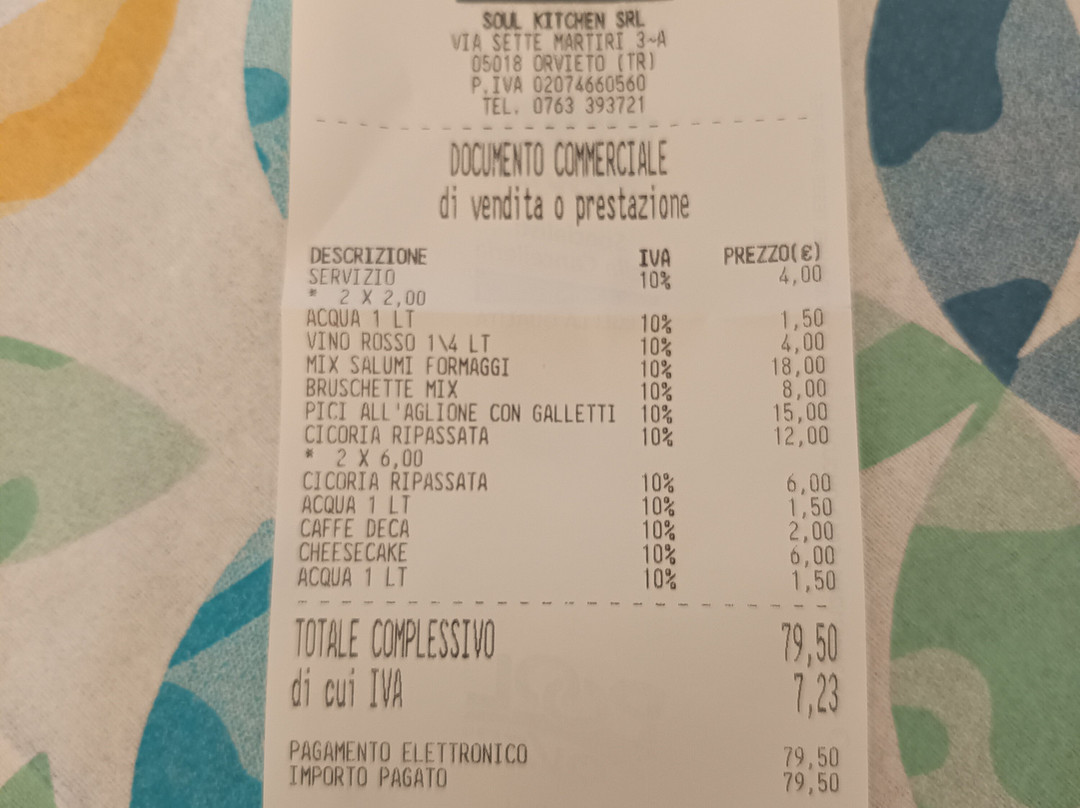 SOUL KITCHEN SRL
VIA SETTE MARTIRI 3~A
05018 ORVIETO (TR)
P.IVA 02074660560
TEL. 0763 393721
DOCUMENTO COMMERCIALE
di vendita o prestazione
DESCRIZIONE IVA PREZZO(€)
SERVIZIO 10% 4,00
* 2 X 2,00
ACQUA 1 LT 10% 1,50
VINO ROSSO 1\4 LT 10% 4,00
MIX SALUMI FORMAGGI 10% 18,00
BRUSCHETTE MIX 10% 8,00
PICI ALL'AGLIONE CON GALLETTI 10% 15,00
CICORIA RIPASSATA 10% 12,00
* 2 X 6,00
CICORIA RIPASSATA 10% 6,00
ACQUA 1 LT 10% 1,50
CAFFE DECA 10% 2,00
CHEESECAKE 10% 6,00
ACQUA 1 LT 10% 1,50
TOTALE COMPLESSIVO 79,50
di cui IVA 7,23
PAGAMENTO ELETTRONICO 79,50
IMPORTO PAGATO 79,50